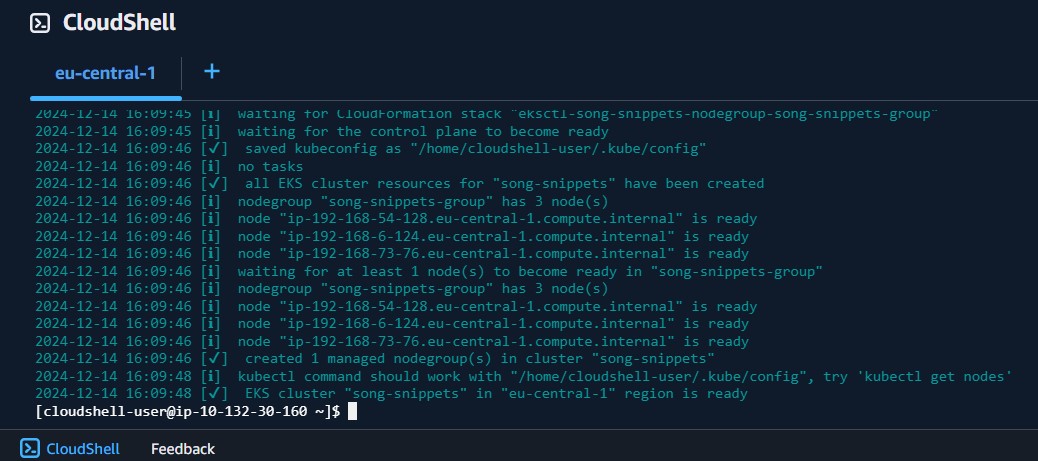 CloudShell
eu-central-1 +
2024-12-14 16:09:45 [ℹ]  waiting for CloudFormation stack "eksctl-song-snippets-nodegroup-song-snippets-group"
2024-12-14 16:09:45 [ℹ]  waiting for the control plane to become ready
2024-12-14 16:09:46 [✔]  saved kubeconfig as "/home/cloudshell-user/.kube/config"
2024-12-14 16:09:46 [ℹ]  no tasks
2024-12-14 16:09:46 [✔]  all EKS cluster resources for "song-snippets" have been created
2024-12-14 16:09:46 [ℹ]  nodegroup "song-snippets-group" has 3 node(s)
2024-12-14 16:09:46 [ℹ]  node "ip-192-168-54-128.eu-central-1.compute.internal" is ready
2024-12-14 16:09:46 [ℹ]  node "ip-192-168-6-124.eu-central-1.compute.internal" is ready
2024-12-14 16:09:46 [ℹ]  node "ip-192-168-73-76.eu-central-1.compute.internal" is ready
2024-12-14 16:09:46 [ℹ]  waiting for at least 1 node(s) to become ready in "song-snippets-group"
2024-12-14 16:09:46 [ℹ]  nodegroup "song-snippets-group" has 3 node(s)
2024-12-14 16:09:46 [ℹ]  node "ip-192-168-54-128.eu-central-1.compute.internal" is ready
2024-12-14 16:09:46 [ℹ]  node "ip-192-168-6-124.eu-central-1.compute.internal" is ready
2024-12-14 16:09:46 [ℹ]  node "ip-192-168-73-76.eu-central-1.compute.internal" is ready
2024-12-14 16:09:46 [✔]  created 1 managed nodegroup(s) in cluster "song-snippets"
2024-12-14 16:09:48 [ℹ]  kubectl command should work with "/home/cloudshell-user/.kube/config", try 'kubectl get nodes'
2024-12-14 16:09:48 [✔]  EKS cluster "song-snippets" in "eu-central-1" region is ready
[cloudshell-user@ip-10-132-30-160 ~]$
CloudShell Feedback